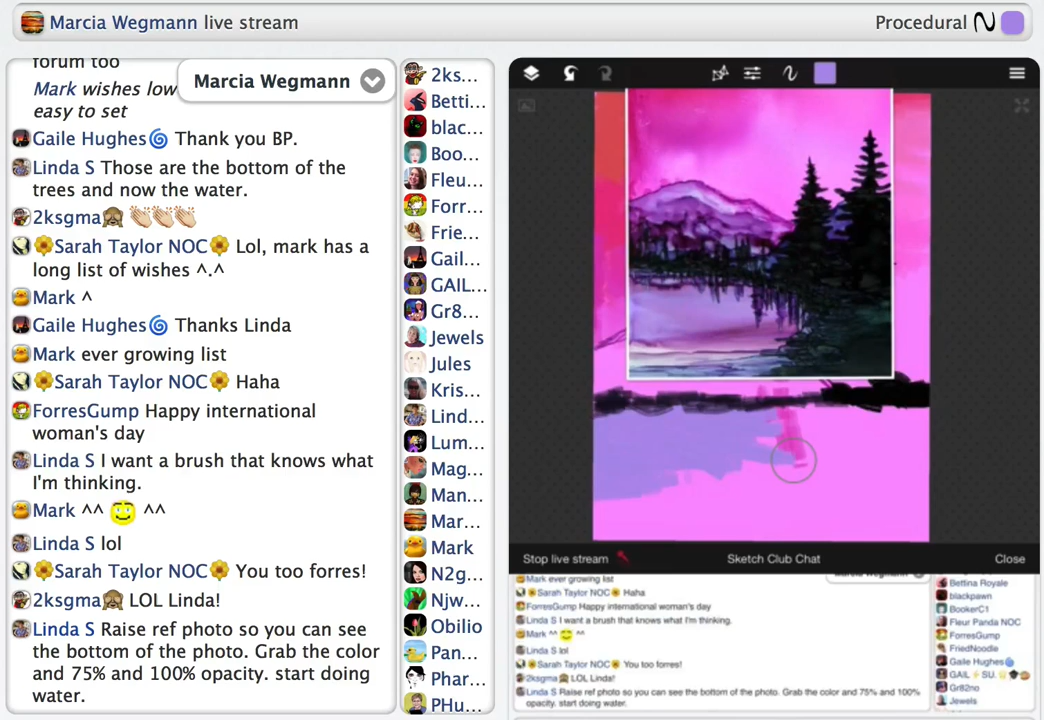 Marcia Wegmann live stream
Procedural
forum too
Marcia Wegmann
Mark wishes low
easy to set
Gaile Hughes Thank you BP.
Linda S Those are the bottom of the
trees and now the water.
2ksgma
Sarah Taylor NOC Lol, mark has a
long list of wishes ^.^
Mark ^
Gaile Hughes Thanks Linda
Mark ever growing list
Sarah Taylor NOC Haha
ForresGump Happy international
woman's day
Linda S I want a brush that knows what
I'm thinking.
Mark ^^ ^^
Linda S lol
Sarah Taylor NOC You too forres!
2ksgma LOL Linda!
Linda S Raise ref photo so you can see
the bottom of the photo. Grab the color
and 75% and 100% opacity. start doing
water.
2ks...
Betti...
blac...
Boo...
Fleu...
Forr...
Frie...
Gail...
GAIL...
Gr8...
Jewels
Jules
Kris...
Lind...
Lum...
Mag...
Man...
Mar...
Mark
N2g...
Njw...
Obilio
Pan...
Phar...
PHu...
Stop live stream
Sketch Club Chat
Close
Mark ever growing list
Sarah Taylor NOC Haha
ForresGump Happy international woman's day
Linda S I want a brush that knows what I'm thinking.
Mark ^^ ^^
Linda S lol
Sarah Taylor NOC You too forres!
2ksgma LOL Linda!
Linda S Raise ref photo so you can see the bottom of the photo. Grab the color and 75% and 100%
opacity. start doing water.
Marcia Wegmann
Bettina Royale
blackpawn
BookerC1
Fleur Panda NOC
ForresGump
FriedNoodle
Gaile Hughes
GAIL SU.
Gr82no
Jewels